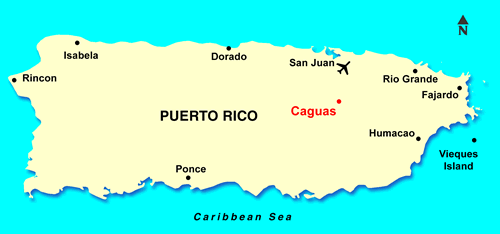 N
Isabela
Dorado
San Juan
Rincon
Rio Grande
Fajardo
PUERTO RICO
Caguas
Humacao
Vieques
Island
Ponce
Caribbean Sea